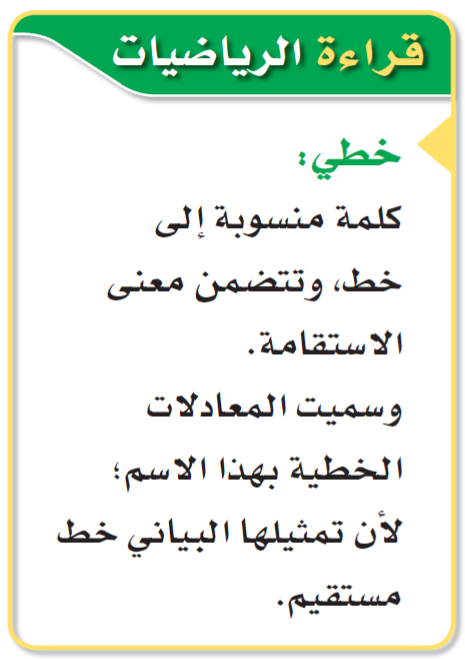 قراءة الرياضيات
خطي:
كلمة منسوبة إلى
خط، وتتضمن معنى
الاستقامة.
وسميت المعادلات
الخطية بهذا الاسم؛
لأن تمثيلها البياني خط
مستقيم.